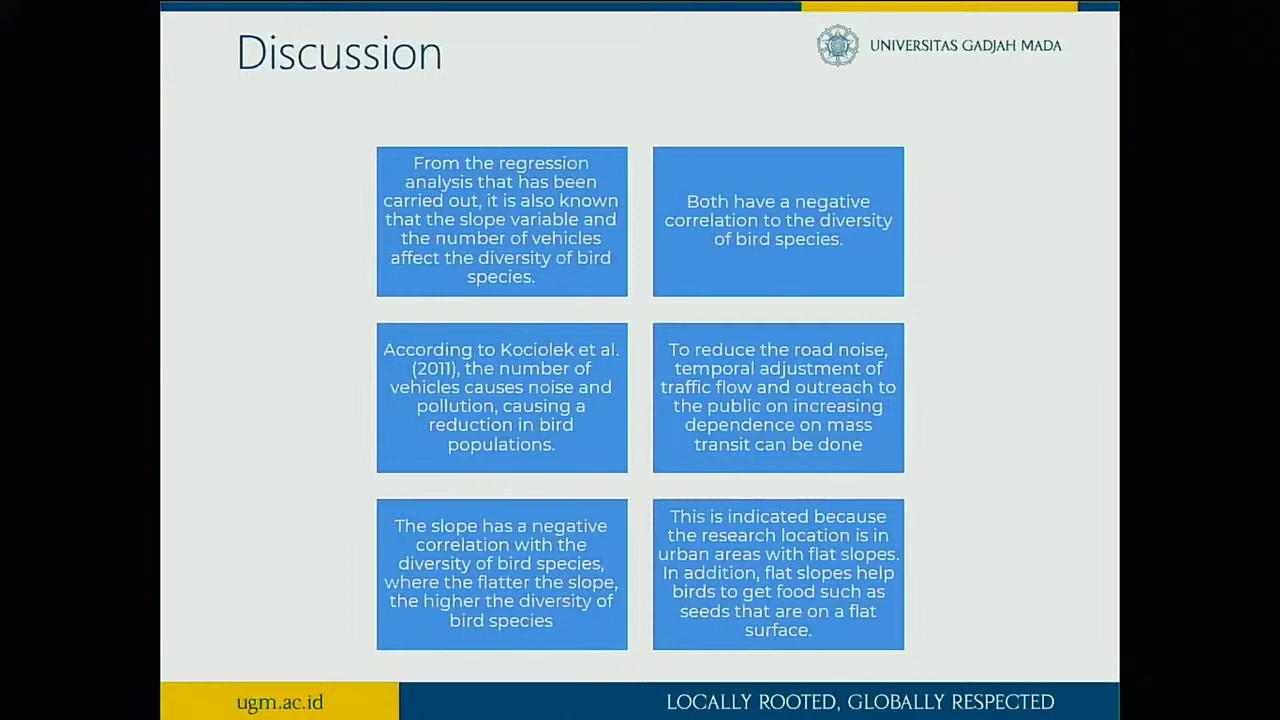 Discussion
UNIVERSITAS GADJAH MADA
From the regression
analysis that has been
carried out, it is also known
that the slope variable and
the number of vehicles
affect the diversity of bird
species.
Both have a negative
correlation to the diversity
of bird species.
According to Kociolek et al.
(2011), the number of
vehicles causes noise and
pollution, causing a
reduction in bird
populations.
To reduce the road noise,
temporal adjustment of
traffic flow and outreach to
the public on increasing
dependence on mass
transit can be done
The slope has a negative
correlation with the
diversity of bird species,
where the flatter the slope,
the higher the diversity of
bird species
This is indicated because
the research location is in
urban areas with flat slopes.
In addition, flat slopes help
birds to get food such as
seeds that are on a flat
surface.
ugm.ac.id
LOCALLY ROOTED, GLOBALLY RESPECTED